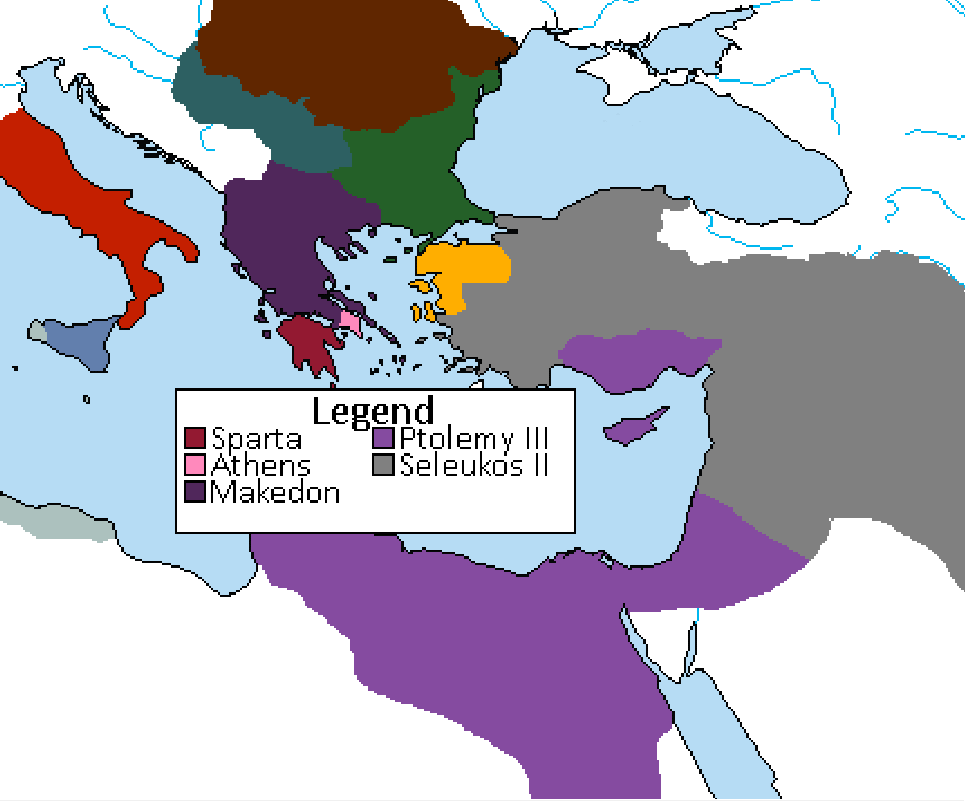 Legend
Sparta
Ptolemy III
Athens
Seleukos II
Makedon